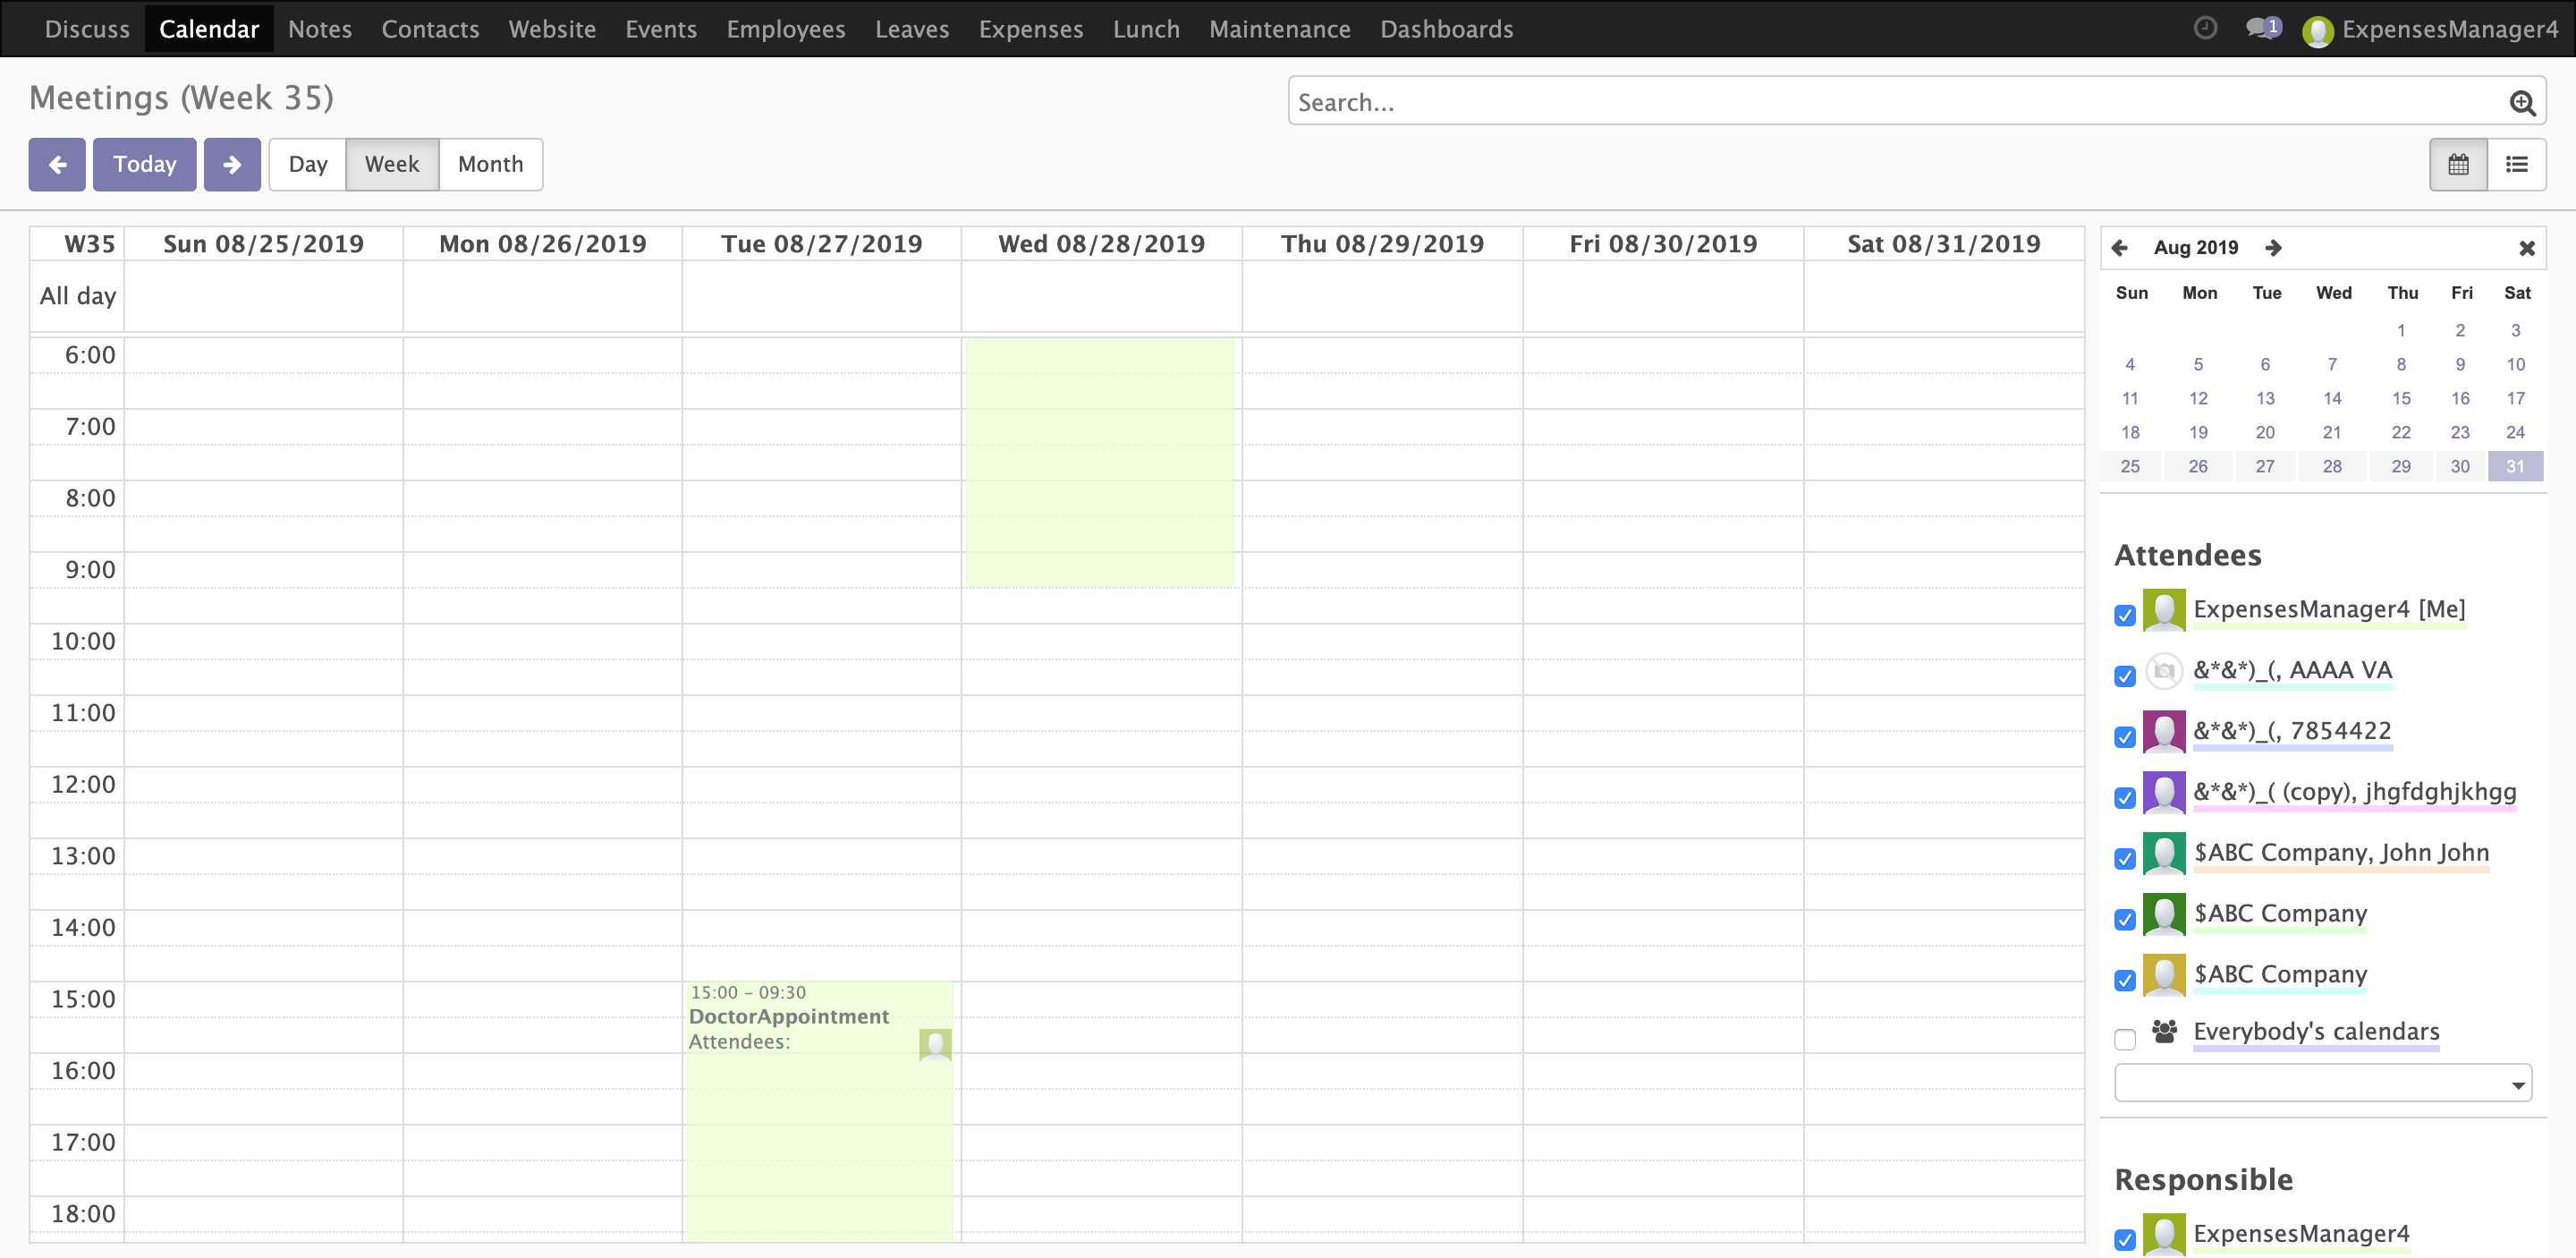 Discuss Calendar Notes Contacts Website Events Employees Leaves Expenses Lunch Maintenance Dashboards 1 ExpensesManager4
Meetings (Week 35)
Search...
Today Day Week Month
W35 Sun 08/25/2019 Mon 08/26/2019 Tue 08/27/2019 Wed 08/28/2019 Thu 08/29/2019 Fri 08/30/2019 Sat 08/31/2019
All day
6:00
7:00
8:00
9:00
10:00
11:00
12:00
13:00
14:00
15:00
16:00
17:00
18:00
15:00 – 09:30
DoctorAppointment
Attendees:
Aug 2019
Sun Mon Tue Wed Thu Fri Sat
1 2 3
4 5 6 7 8 9 10
11 12 13 14 15 16 17
18 19 20 21 22 23 24
25 26 27 28 29 30 31
Attendees
ExpensesManager4 [Me]
&*&*)_(, AAAA VA
&*&*)_(, 7854422
&*&*)_( (copy), jhgfdghjkhgg
$ABC Company, John John
$ABC Company
$ABC Company
Everybody's calendars
Responsible
ExpensesManager4